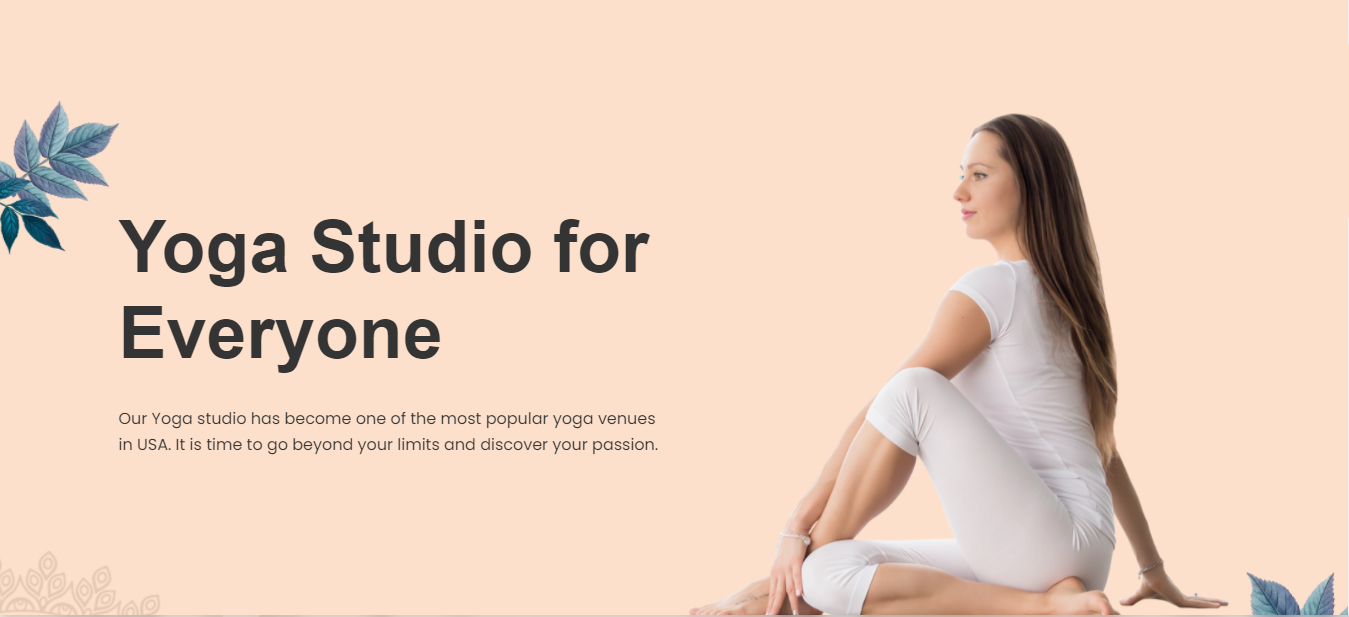 Yoga Studio for
Everyone
Our Yoga studio has become one of the most popular yoga venues
in USA. It is time to go beyond your limits and discover your passion.